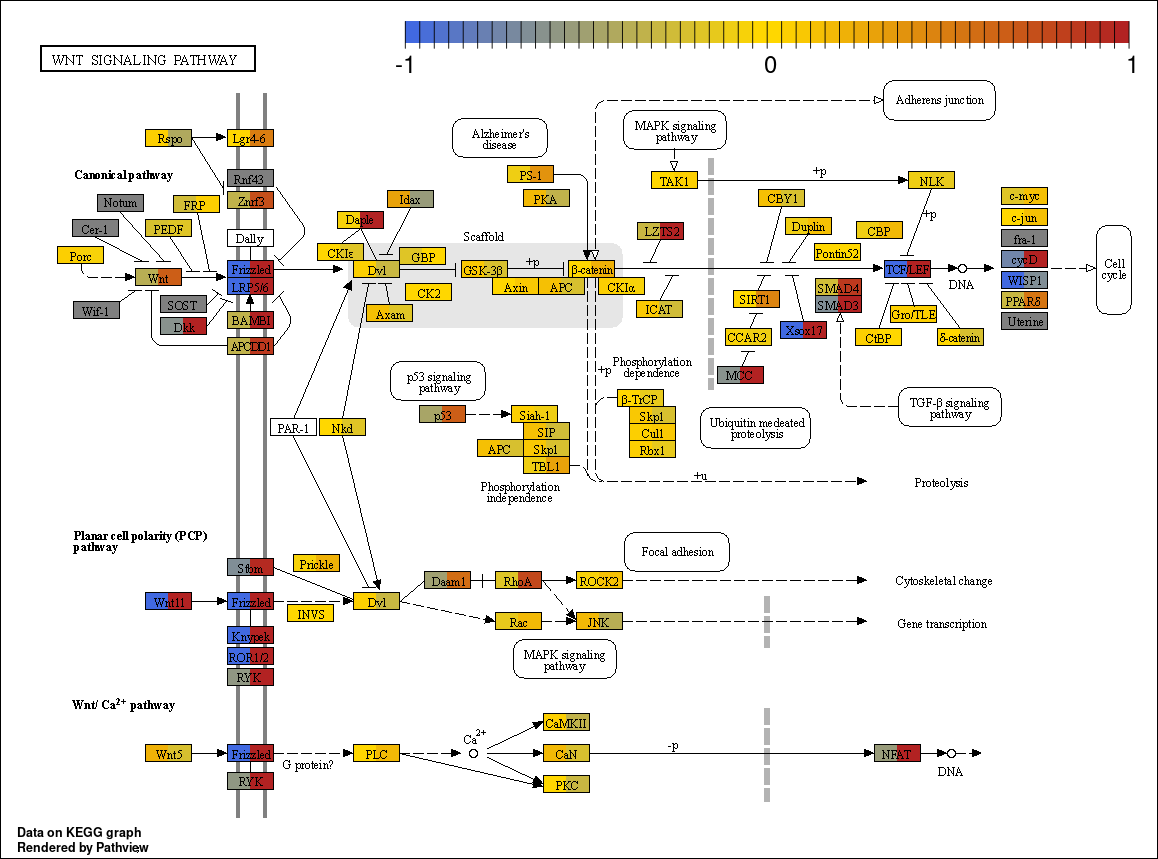 WNT SIGNALING PATHWAY
-1
0
1
Adherens junction
MAPK signaling
pathway
Alzheimer's
disease
Rspo
Lgr4-6
Canonical pathway
Rnf43
PS-1
TAK1
+p
NLK
Notum
FRP
Znrf3
Idax
PKA
CBY1
c-myc
Cer-1
PEDF
Dally
Daple
LZTS2
Duplin
CBP
+p
c-jun
Scaffold
fra-1
Porc
CKIε
GBP
Pontin52
cycD
Wnt
Frizzled
Dvl
GSK-3β
+p
β-catenin
TCF/LEF
DNA
Cell
cycle
LRP5/6
Axin
APC
CKIα
WISP1
SOST
CK2
SIRT1
SMAD4
PPARδ
Wif-1
BAMBI
Axam
ICAT
SMAD3
Gro/TLE
Uterine
Dkk
CCAR2
Xsox17
CtBP
δ-catenin
APCDD1
MCC
Phosphorylation
dependence
+p
p53 signaling
pathway
β-TrCP
TGF-β signaling
pathway
p53
Siah-1
Skp1
PAR-1
Nkd
SIP
Cul1
Ubiquitin medeated
proteolysis
APC
Skp1
Rbx1
TBL1
+u
Proteolysis
Phosphorylation
independence
Planar cell polarity (PCP)
pathway
Focal adhesion
Stbm
Prickle
Daam1
RhoA
ROCK2
Cytoskeletal change
Wnt11
Frizzled
INVS
Dvl
Rac
JNK
Gene transcription
Knypek
ROR1/2
RYK
MAPK signaling
pathway
Wnt/ Ca2+ pathway
CaMKII
Ca2+
Wnt5
Frizzled
G protein?
PLC
CaN
-p
NFAT
DNA
RYK
PKC
Data on KEGG graph
Rendered by Pathview